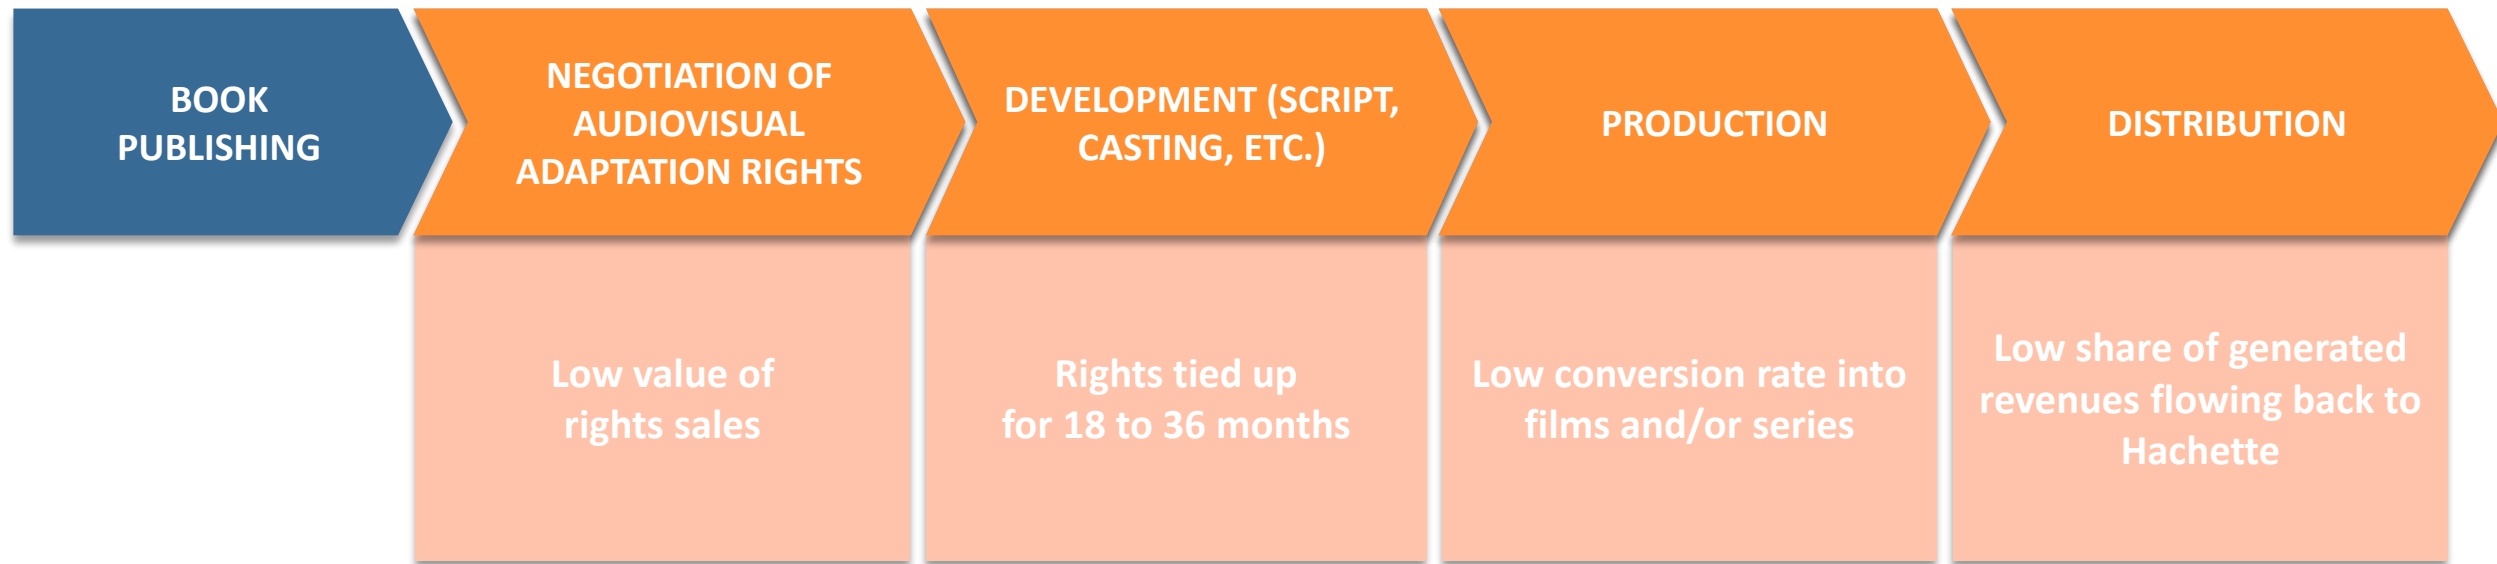 BOOK
PUBLISHING
NEGOTIATION OF
AUDIOVISUAL
ADAPTATION RIGHTS
DEVELOPMENT (SCRIPT,
CASTING, ETC.)
PRODUCTION
DISTRIBUTION
Low value of
rights sales
Rights tied up
for 18 to 36 months
Low conversion rate into
films and/or series
Low share of generated
revenues flowing back to
Hachette